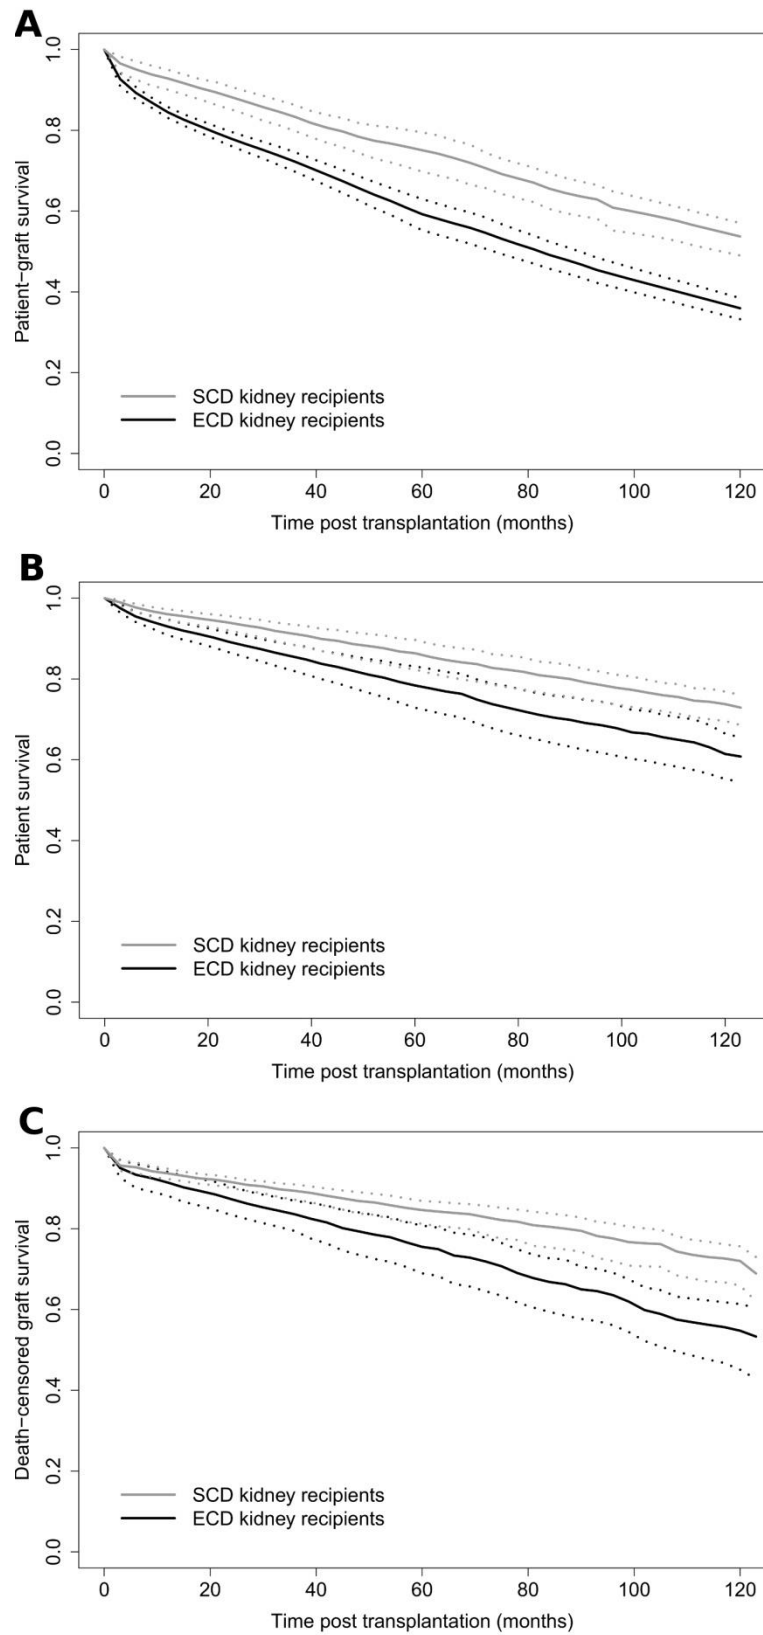 A
Patient-graft survival
1.0
0.8
0.6
0.4
0.2
0.0
SCD kidney recipients
ECD kidney recipients
0 20 40 60 80 100 120
Time post transplantation (months)
B
Patient survival
1.0
0.8
0.6
0.4
0.2
0.0
SCD kidney recipients
ECD kidney recipients
0 20 40 60 80 100 120
Time post transplantation (months)
C
Death-censored graft survival
1.0
0.8
0.6
0.4
0.2
0.0
SCD kidney recipients
ECD kidney recipients
0 20 40 60 80 100 120
Time post transplantation (months)